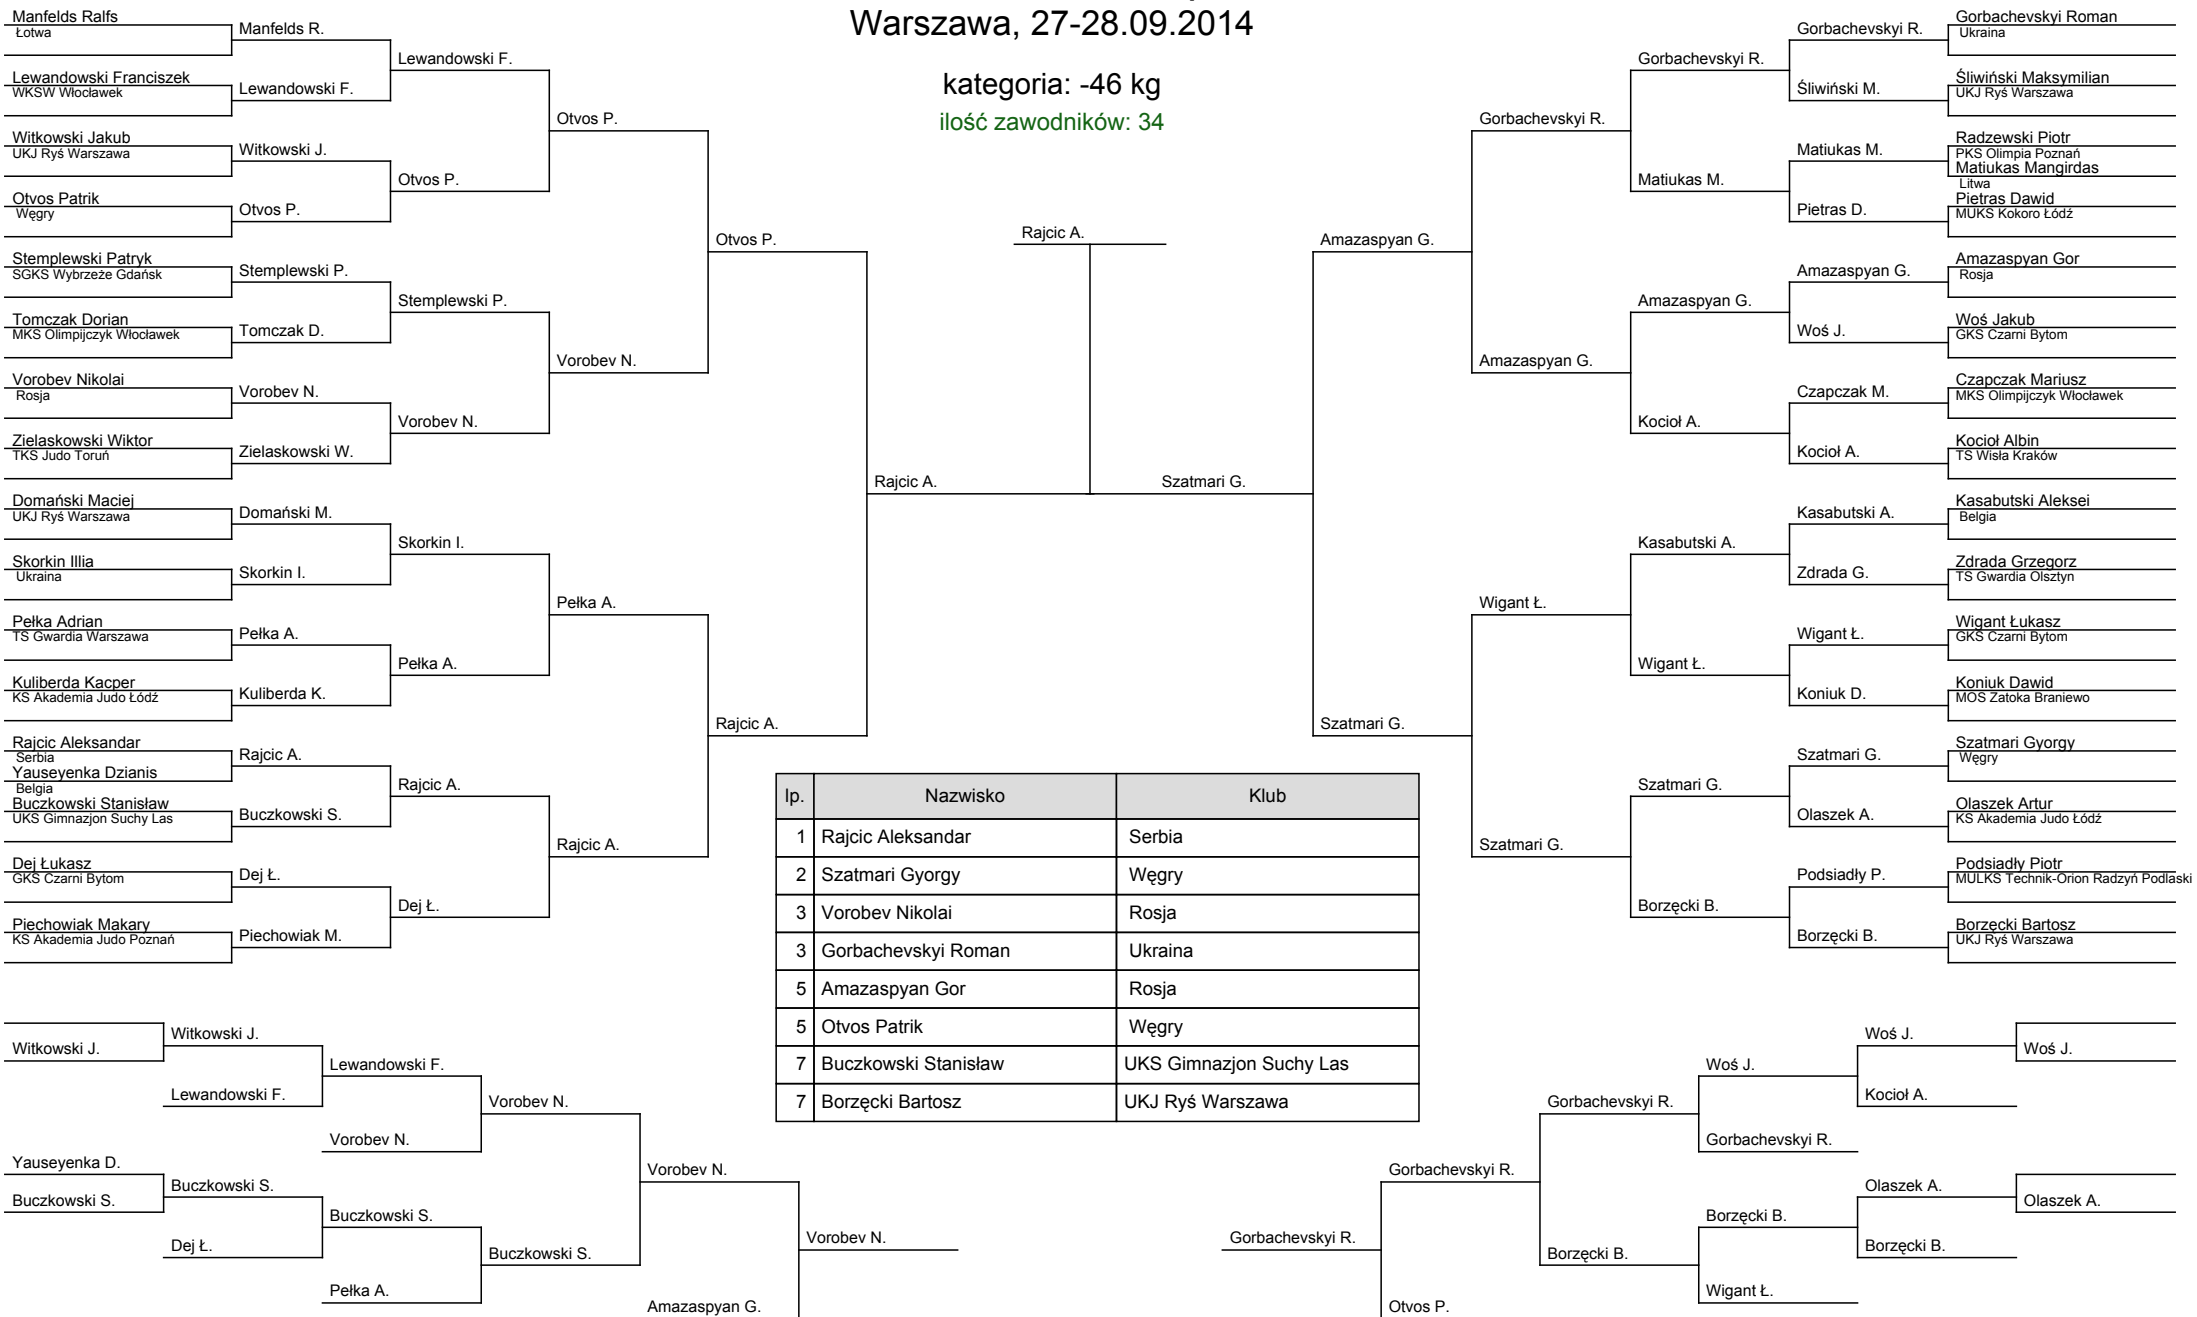 Warszawa, 27-28.09.2014
kategoria: -46 kg
ilość zawodników: 34
Manfelds Ralfs
Łotwa
Lewandowski Franciszek
WKSW Włocławek
Witkowski Jakub
UKJ Ryś Warszawa
Otvos Patrik
Węgry
Stemplewski Patryk
SGKS Wybrzeże Gdańsk
Tomczak Dorian
MKS Olimpijczyk Włocławek
Vorobev Nikolai
Rosja
Zielaskowski Wiktor
TKS Judo Toruń
Domański Maciej
UKJ Ryś Warszawa
Skorkin Illia
Ukraina
Pełka Adrian
TS Gwardia Warszawa
Kuliberda Kacper
KS Akademia Judo Łódź
Rajcic Aleksandar
Serbia
Yauseyenka Dzianis
Belgia
Buczkowski Stanisław
UKS Gimnazjon Suchy Las
Dej Łukasz
GKS Czarni Bytom
Piechowiak Makary
KS Akademia Judo Poznań
Manfelds R.
Lewandowski F.
Witkowski J.
Otvos P.
Stemplewski P.
Tomczak D.
Vorobev N.
Zielaskowski W.
Domański M.
Skorkin I.
Pełka A.
Kuliberda K.
Rajcic A.
Buczkowski S.
Dej Ł.
Piechowiak M.
Lewandowski F.
Otvos P.
Stemplewski P.
Vorobev N.
Skorkin I.
Pełka A.
Rajcic A.
Dej Ł.
Otvos P.
Vorobev N.
Pełka A.
Rajcic A.
Otvos P.
Rajcic A.
Rajcic A.
Rajcic A.
Szatmari G.
Amazaspyan G.
Szatmari G.
Gorbachevskyi R.
Amazaspyan G.
Wigant Ł.
Szatmari G.
Gorbachevskyi R.
Matiukas M.
Amazaspyan G.
Kocioł A.
Kasabutski A.
Wigant Ł.
Szatmari G.
Borzęcki B.
Gorbachevskyi R.
Śliwiński M.
Matiukas M.
Pietras D.
Amazaspyan G.
Woś J.
Czapczak M.
Kocioł A.
Kasabutski A.
Zdrada G.
Wigant Ł.
Koniuk D.
Szatmari G.
Olaszek A.
Podsiadły P.
Borzęcki B.
Gorbachevskyi Roman
Ukraina
Śliwiński Maksymilian
UKJ Ryś Warszawa
Radzewski Piotr
PKS Olimpia Poznań
Matiukas Mangirdas
Litwa
Pietras Dawid
MUKS Kokoro Łódź
Amazaspyan Gor
Rosja
Woś Jakub
GKS Czarni Bytom
Czapczak Mariusz
MKS Olimpijczyk Włocławek
Kocioł Albin
TS Wisła Kraków
Kasabutski Aleksei
Belgia
Zdrada Grzegorz
TS Gwardia Olsztyn
Wigant Łukasz
GKS Czarni Bytom
Koniuk Dawid
MOS Zatoka Braniewo
Szatmari Gyorgy
Węgry
Olaszek Artur
KS Akademia Judo Łódź
Podsiadły Piotr
MULKS Technik-Orion Radzyń Podlaski
Borzęcki Bartosz
UKJ Ryś Warszawa
lp. Nazwisko Klub
1 Rajcic Aleksandar Serbia
2 Szatmari Gyorgy Węgry
3 Vorobev Nikolai Rosja
3 Gorbachevskyi Roman Ukraina
5 Amazaspyan Gor Rosja
5 Otvos Patrik Węgry
7 Buczkowski Stanisław UKS Gimnazjon Suchy Las
7 Borzęcki Bartosz UKJ Ryś Warszawa
Witkowski J.
Yauseyenka D.
Buczkowski S.
Witkowski J.
Lewandowski F.
Buczkowski S.
Dej Ł.
Lewandowski F.
Vorobev N.
Buczkowski S.
Pełka A.
Vorobev N.
Buczkowski S.
Vorobev N.
Amazaspyan G.
Vorobev N.
Gorbachevskyi R.
Gorbachevskyi R.
Otvos P.
Gorbachevskyi R.
Borzęcki B.
Woś J.
Gorbachevskyi R.
Borzęcki B.
Wigant Ł.
Woś J.
Kocioł A.
Olaszek A.
Borzęcki B.
Woś J.
Olaszek A.